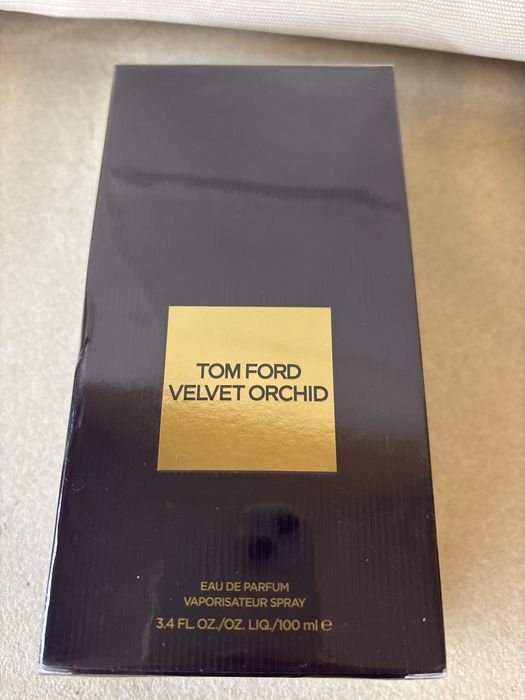 TOM FORD
VELVET ORCHID
EAU DE PARFUM
VAPORISATEUR SPRAY
3.4 FL. OZ./OZ. LIQ./100 ml ℮